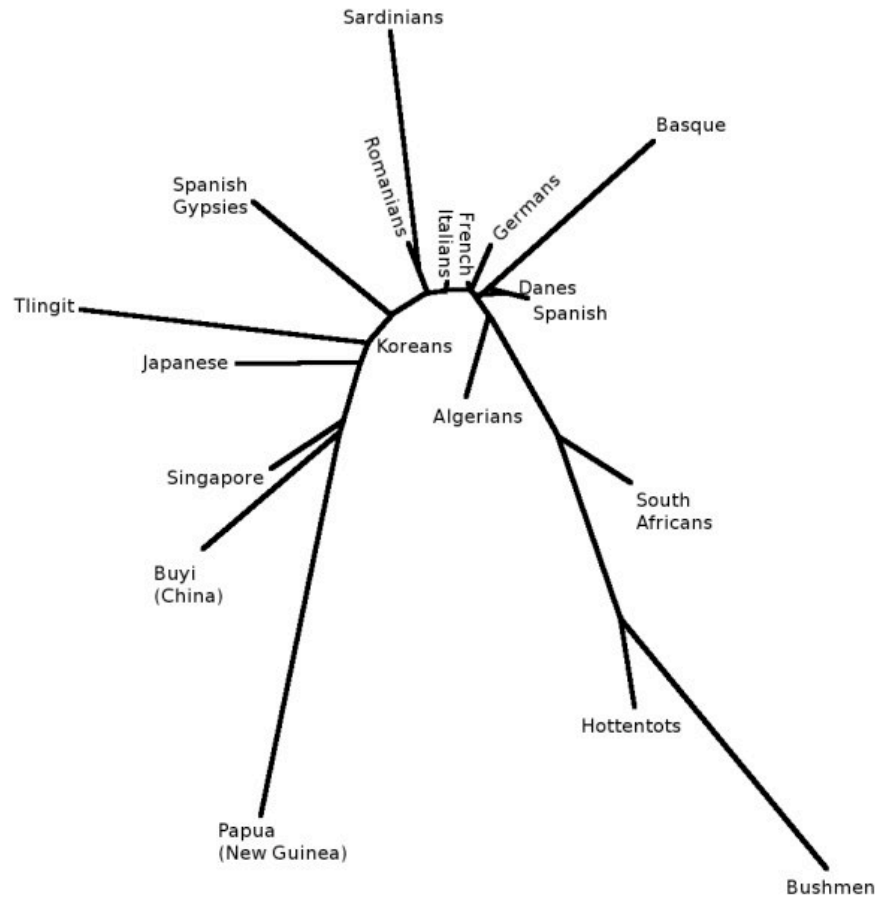 Sardinians
Basque
Romanians
Spanish
Gypsies
Italians
French
Germans
Danes
Spanish
Tlingit
Koreans
Japanese
Algerians
Singapore
South
Africans
Buyi
(China)
Hottentots
Papua
(New Guinea)
Bushmen